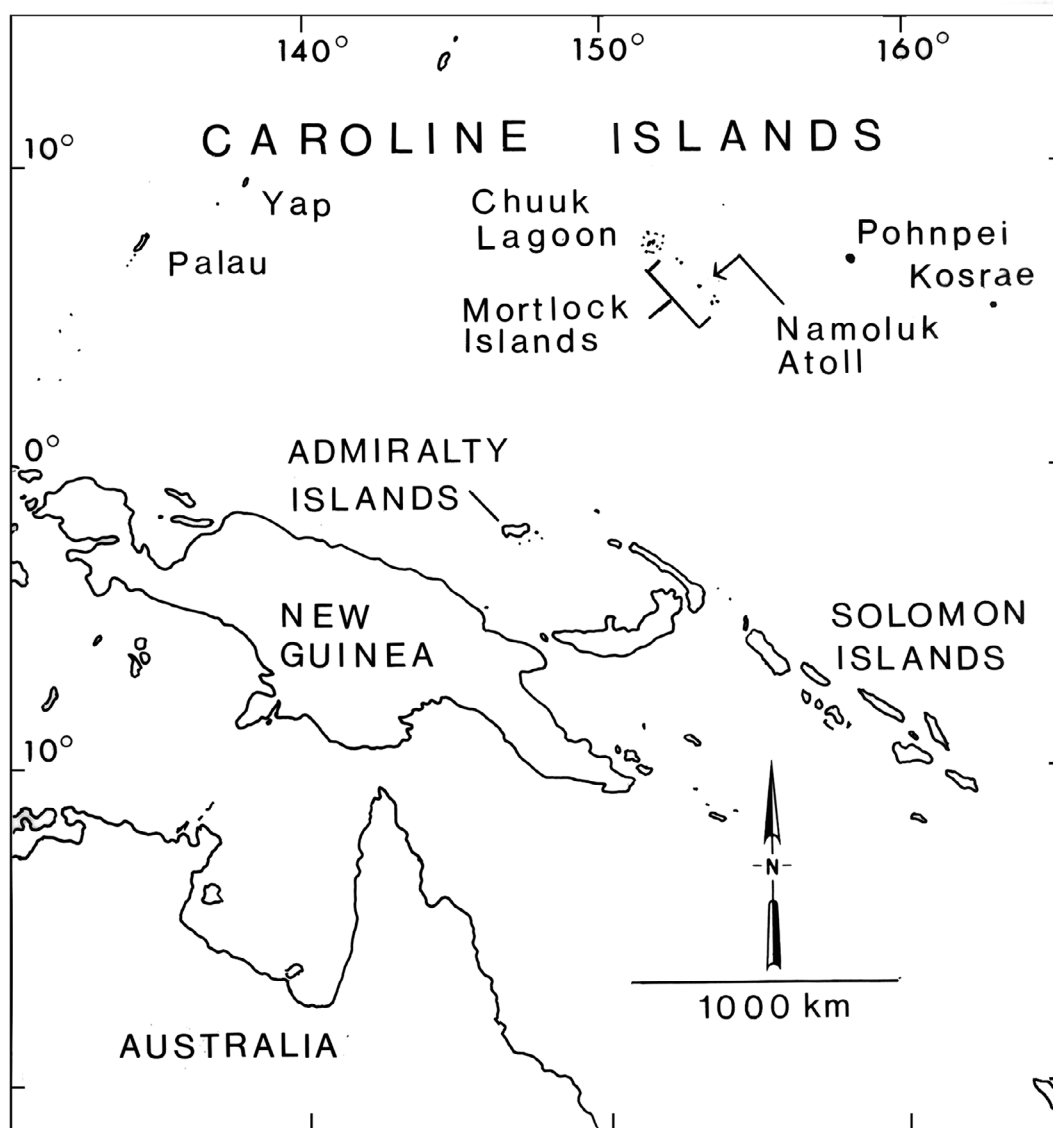 140° 150° 160°
CAROLINE ISLANDS
10°
Yap
Chuuk
Lagoon
Palau
Pohnpei
Kosrae
Mortlock
Islands
Namoluk
Atoll
0°
ADMIRALTY
ISLANDS
NEW
GUINEA
SOLOMON
ISLANDS
10°
-N-
1000 km
AUSTRALIA